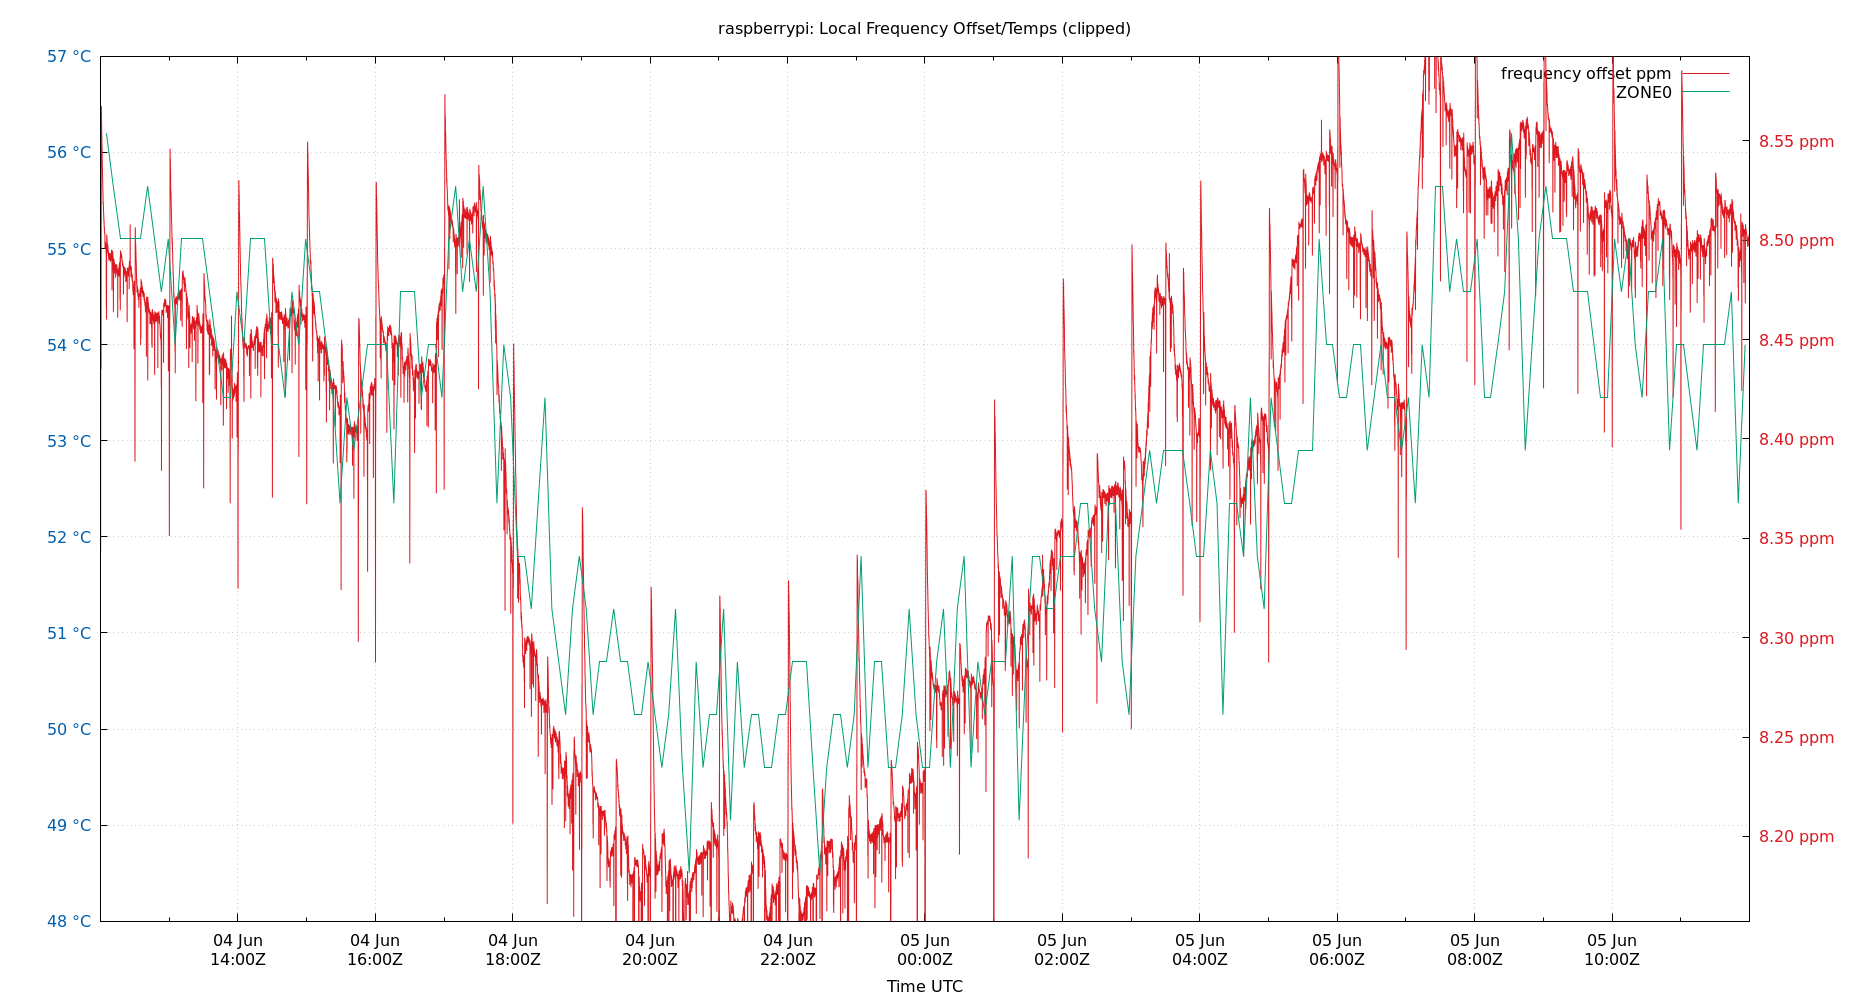 raspberrypi: Local Frequency Offset/Temps (clipped)
57 °C
frequency offset ppm
ZONE0
56 °C
8.55 ppm
55 °C
8.50 ppm
54 °C
8.45 ppm
53 °C
8.40 ppm
52 °C
8.35 ppm
51 °C
8.30 ppm
50 °C
8.25 ppm
49 °C
8.20 ppm
48 °C
04 Jun 04 Jun 04 Jun 04 Jun 04 Jun 05 Jun 05 Jun 05 Jun 05 Jun 05 Jun 05 Jun
14:00Z 16:00Z 18:00Z 20:00Z 22:00Z 00:00Z 02:00Z 04:00Z 06:00Z 08:00Z 10:00Z
Time UTC